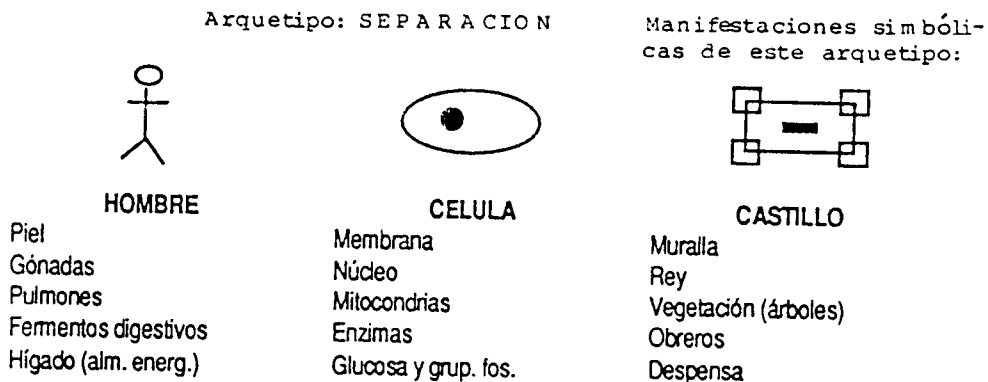 Arquetipo: SEPARACION
Manifestaciones simbóli-
cas de este arquetipo:
HOMBRE
Piel
Gónadas
Pulmones
Fermentos digestivos
Hígado (alm. energ.)
CELULA
Membrana
Núcleo
Mitocondrias
Enzimas
Glucosa y grup. fos.
CASTILLO
Muralla
Rey
Vegetación (árboles)
Obreros
Despensa